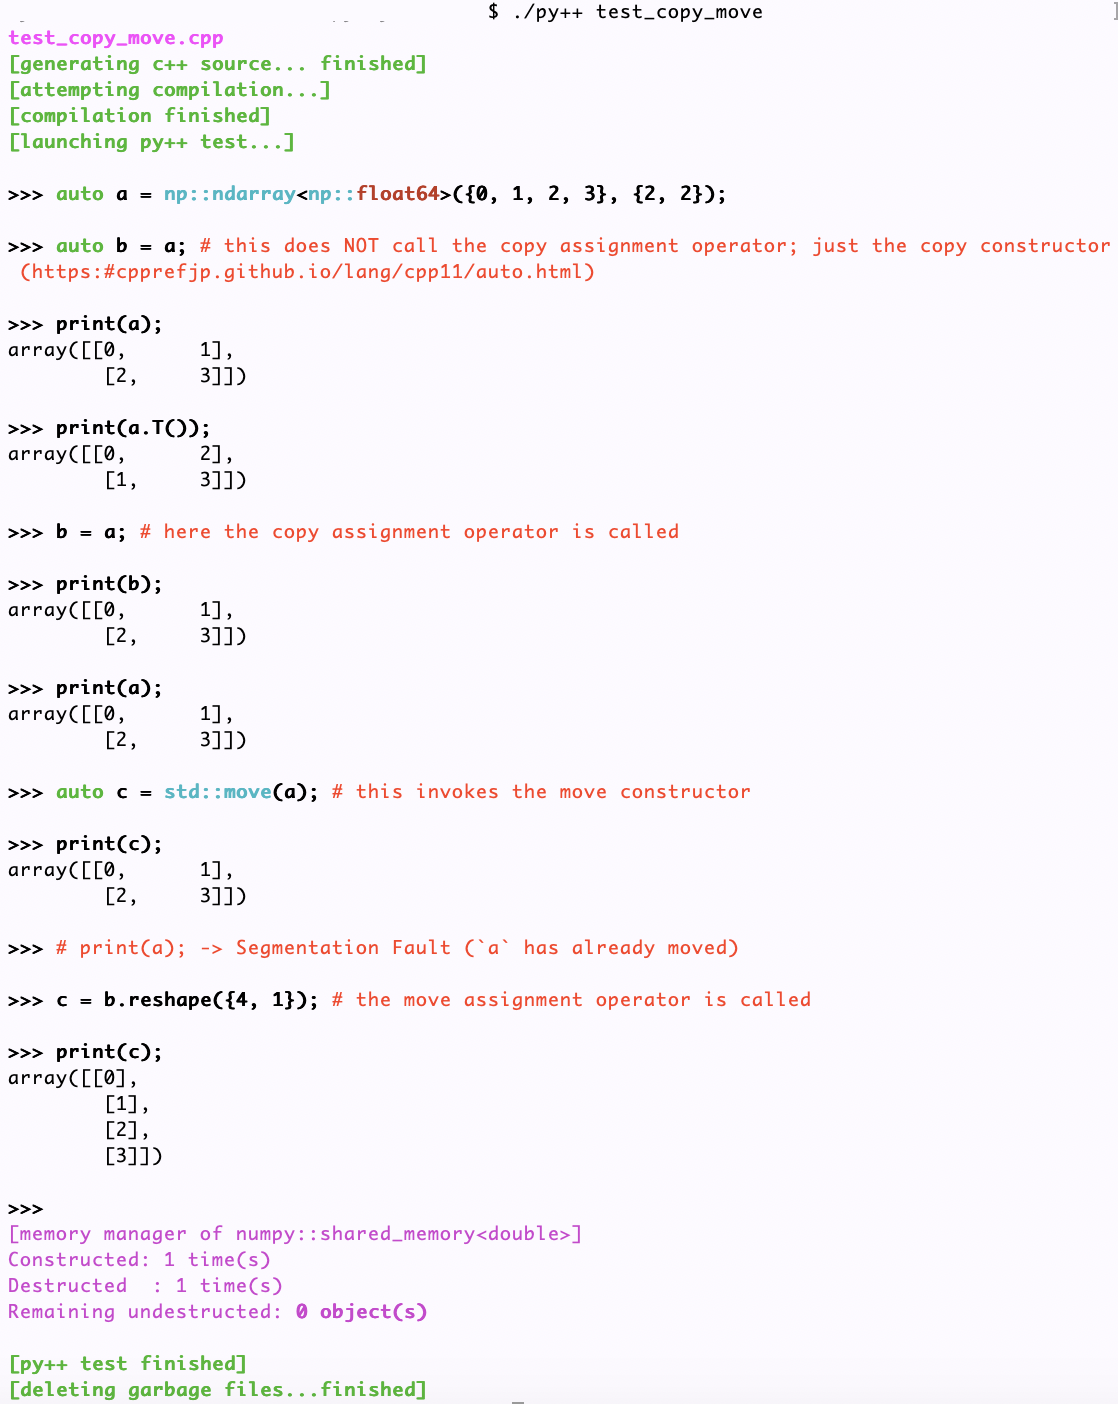 $ ./py++ test_copy_move
test_copy_move.cpp
[generating c++ source... finished]
[attempting compilation...]
[compilation finished]
[launching py++ test...]
>>> auto a = np::ndarray<np::float64>({0, 1, 2, 3}, {2, 2});
>>> auto b = a; # this does NOT call the copy assignment operator; just the copy constructor
(https:#cpprefjp.github.io/lang/cpp11/auto.html)
>>> print(a);
array([[0,      1],
        [2,     3]])
>>> print(a.T());
array([[0,      2],
        [1,     3]])
>>> b = a; # here the copy assignment operator is called
>>> print(b);
array([[0,      1],
        [2,     3]])
>>> print(a);
array([[0,      1],
        [2,     3]])
>>> auto c = std::move(a); # this invokes the move constructor
>>> print(c);
array([[0,      1],
        [2,     3]])
>>> # print(a); -> Segmentation Fault (`a` has already moved)
>>> c = b.reshape({4, 1}); # the move assignment operator is called
>>> print(c);
array([[0],
        [1],
        [2],
        [3]])
>>>
[memory manager of numpy::shared_memory<double>]
Constructed: 1 time(s)
Destructed  : 1 time(s)
Remaining undestructed: 0 object(s)
[py++ test finished]
[deleting garbage files...finished]